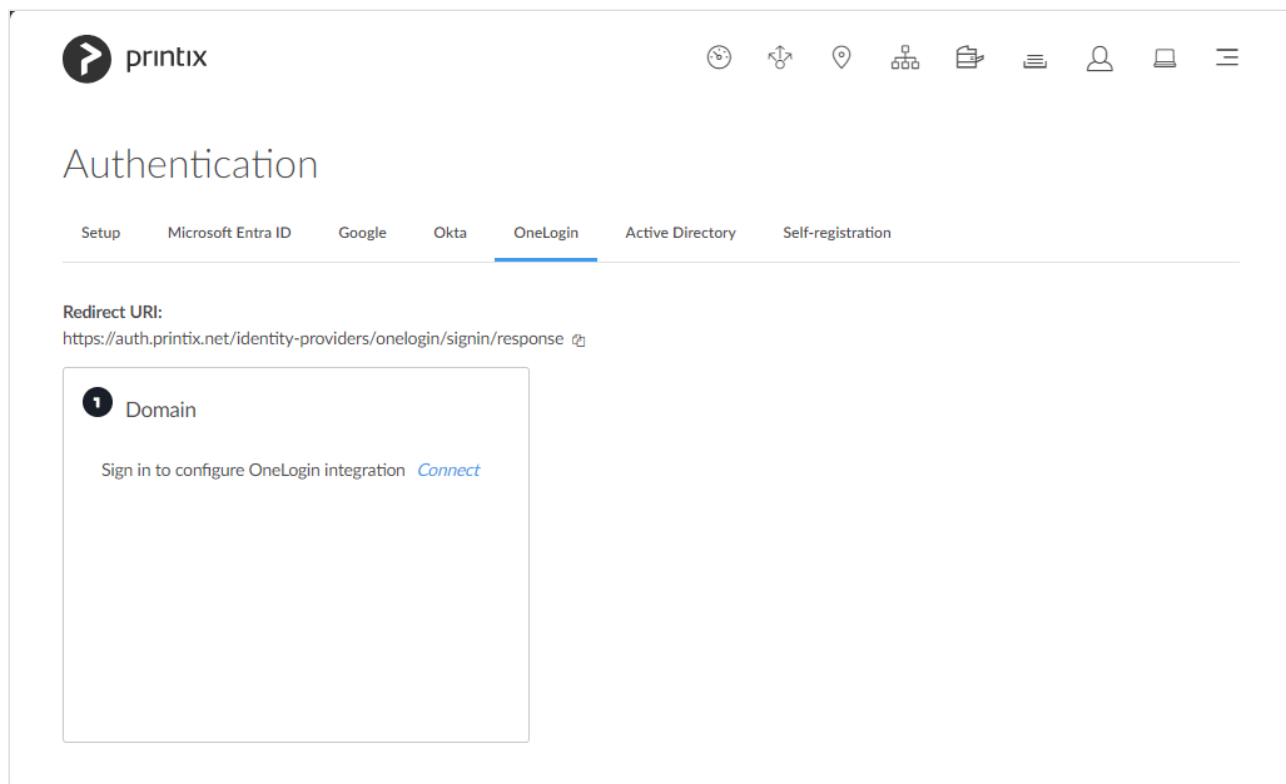 printix
Authentication
Setup Microsoft Entra ID Google Okta OneLogin Active Directory Self-registration
Redirect URI:
https://auth.printix.net/identity-providers/onelogin/signin/response
1 Domain
Sign in to configure OneLogin integration Connect